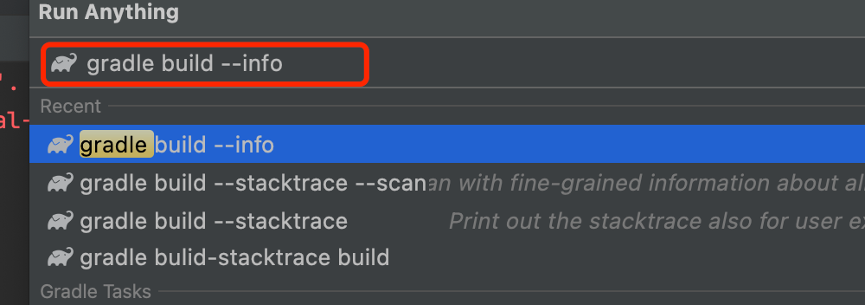 Run Anything
gradle build --info
'.
al-
Recent
gradle build --info
gradle build --stacktrace --scan an with fine-grained information about al
gradle build --stacktrace Print out the stacktrace also for user ex
gradle bulid-stacktrace build
Gradle Tasks